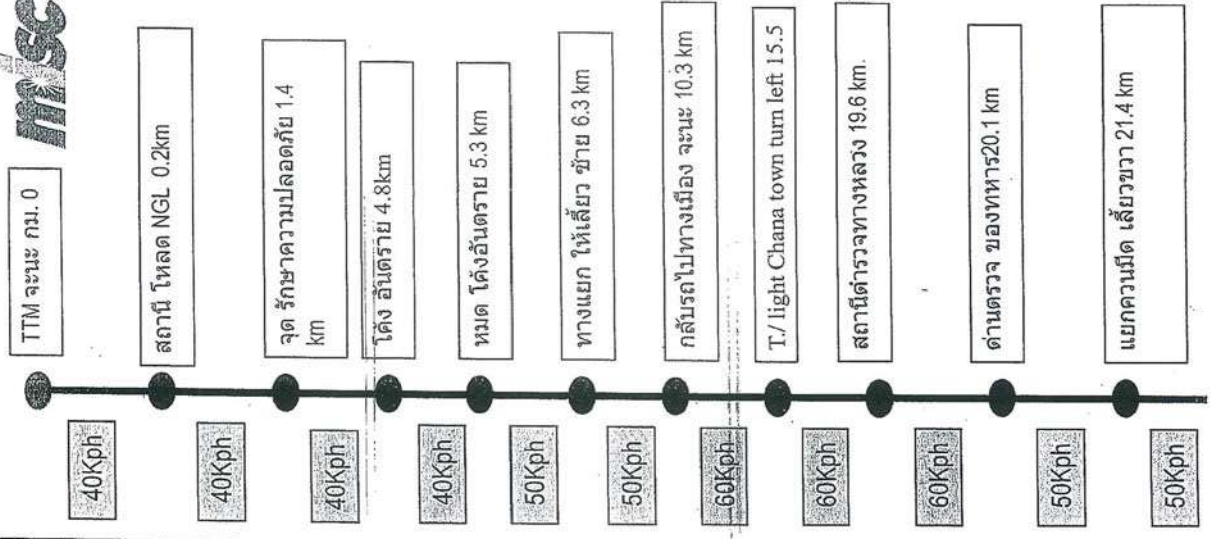 misc
TTM จะนะ กม. 0
40Kph
สถานี โหลด NGL 0.2km
40Kph
จุด รักษาความปลอดภัย 1.4
km
40Kph
โค้ง อันตราย 4.8km
40Kph
หมด โค้งอันตราย 5.3 km
50Kph
ทางแยก ให้เลี้ยว ซ้าย 6.3 km
50Kph
กลับรถไปทางเมือง จะนะ 10.3 km
60Kph
T./ light Chana town turn left 15.5
60Kph
สถานีตำรวจทางหลวง 19.6 km.
60Kph
ด่านตรวจ ของทหาร20.1 km
50Kph
แยกควนมีด เลี้ยวขวา 21.4 km
50Kph